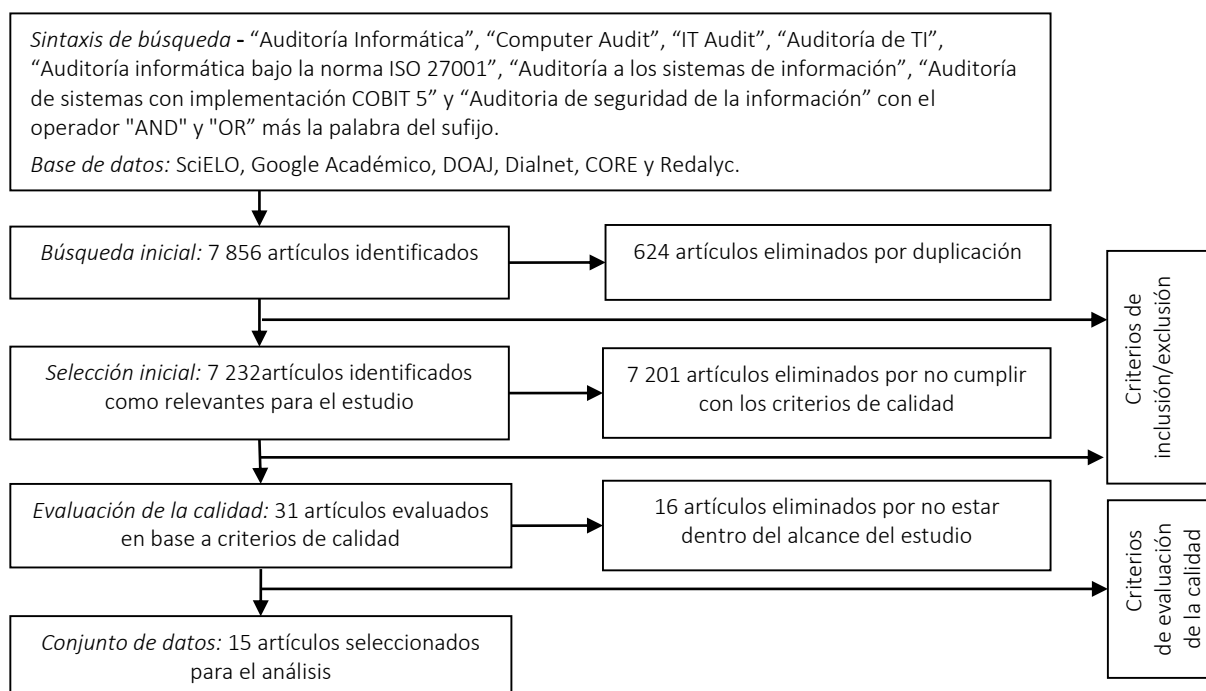 Sintaxis de búsqueda - “Auditoría Informática”, “Computer Audit”, “IT Audit”, “Auditoría de TI”,
“Auditoría informática bajo la norma ISO 27001”, “Auditoría a los sistemas de información”, “Auditoría
de sistemas con implementación COBIT 5” y “Auditoria de seguridad de la información” con el
operador "AND" y "OR” más la palabra del sufijo.
Base de datos: SciELO, Google Académico, DOAJ, Dialnet, CORE y Redalyc.
Búsqueda inicial: 7 856 artículos identificados
624 artículos eliminados por duplicación
Criterios de
inclusión/exclusión
Selección inicial: 7 232artículos identificados
como relevantes para el estudio
7 201 artículos eliminados por no cumplir
con los criterios de calidad
Evaluación de la calidad: 31 artículos evaluados
en base a criterios de calidad
16 artículos eliminados por no estar
dentro del alcance del estudio
Criterios
de evaluación
de la calidad
Conjunto de datos: 15 artículos seleccionados
para el análisis